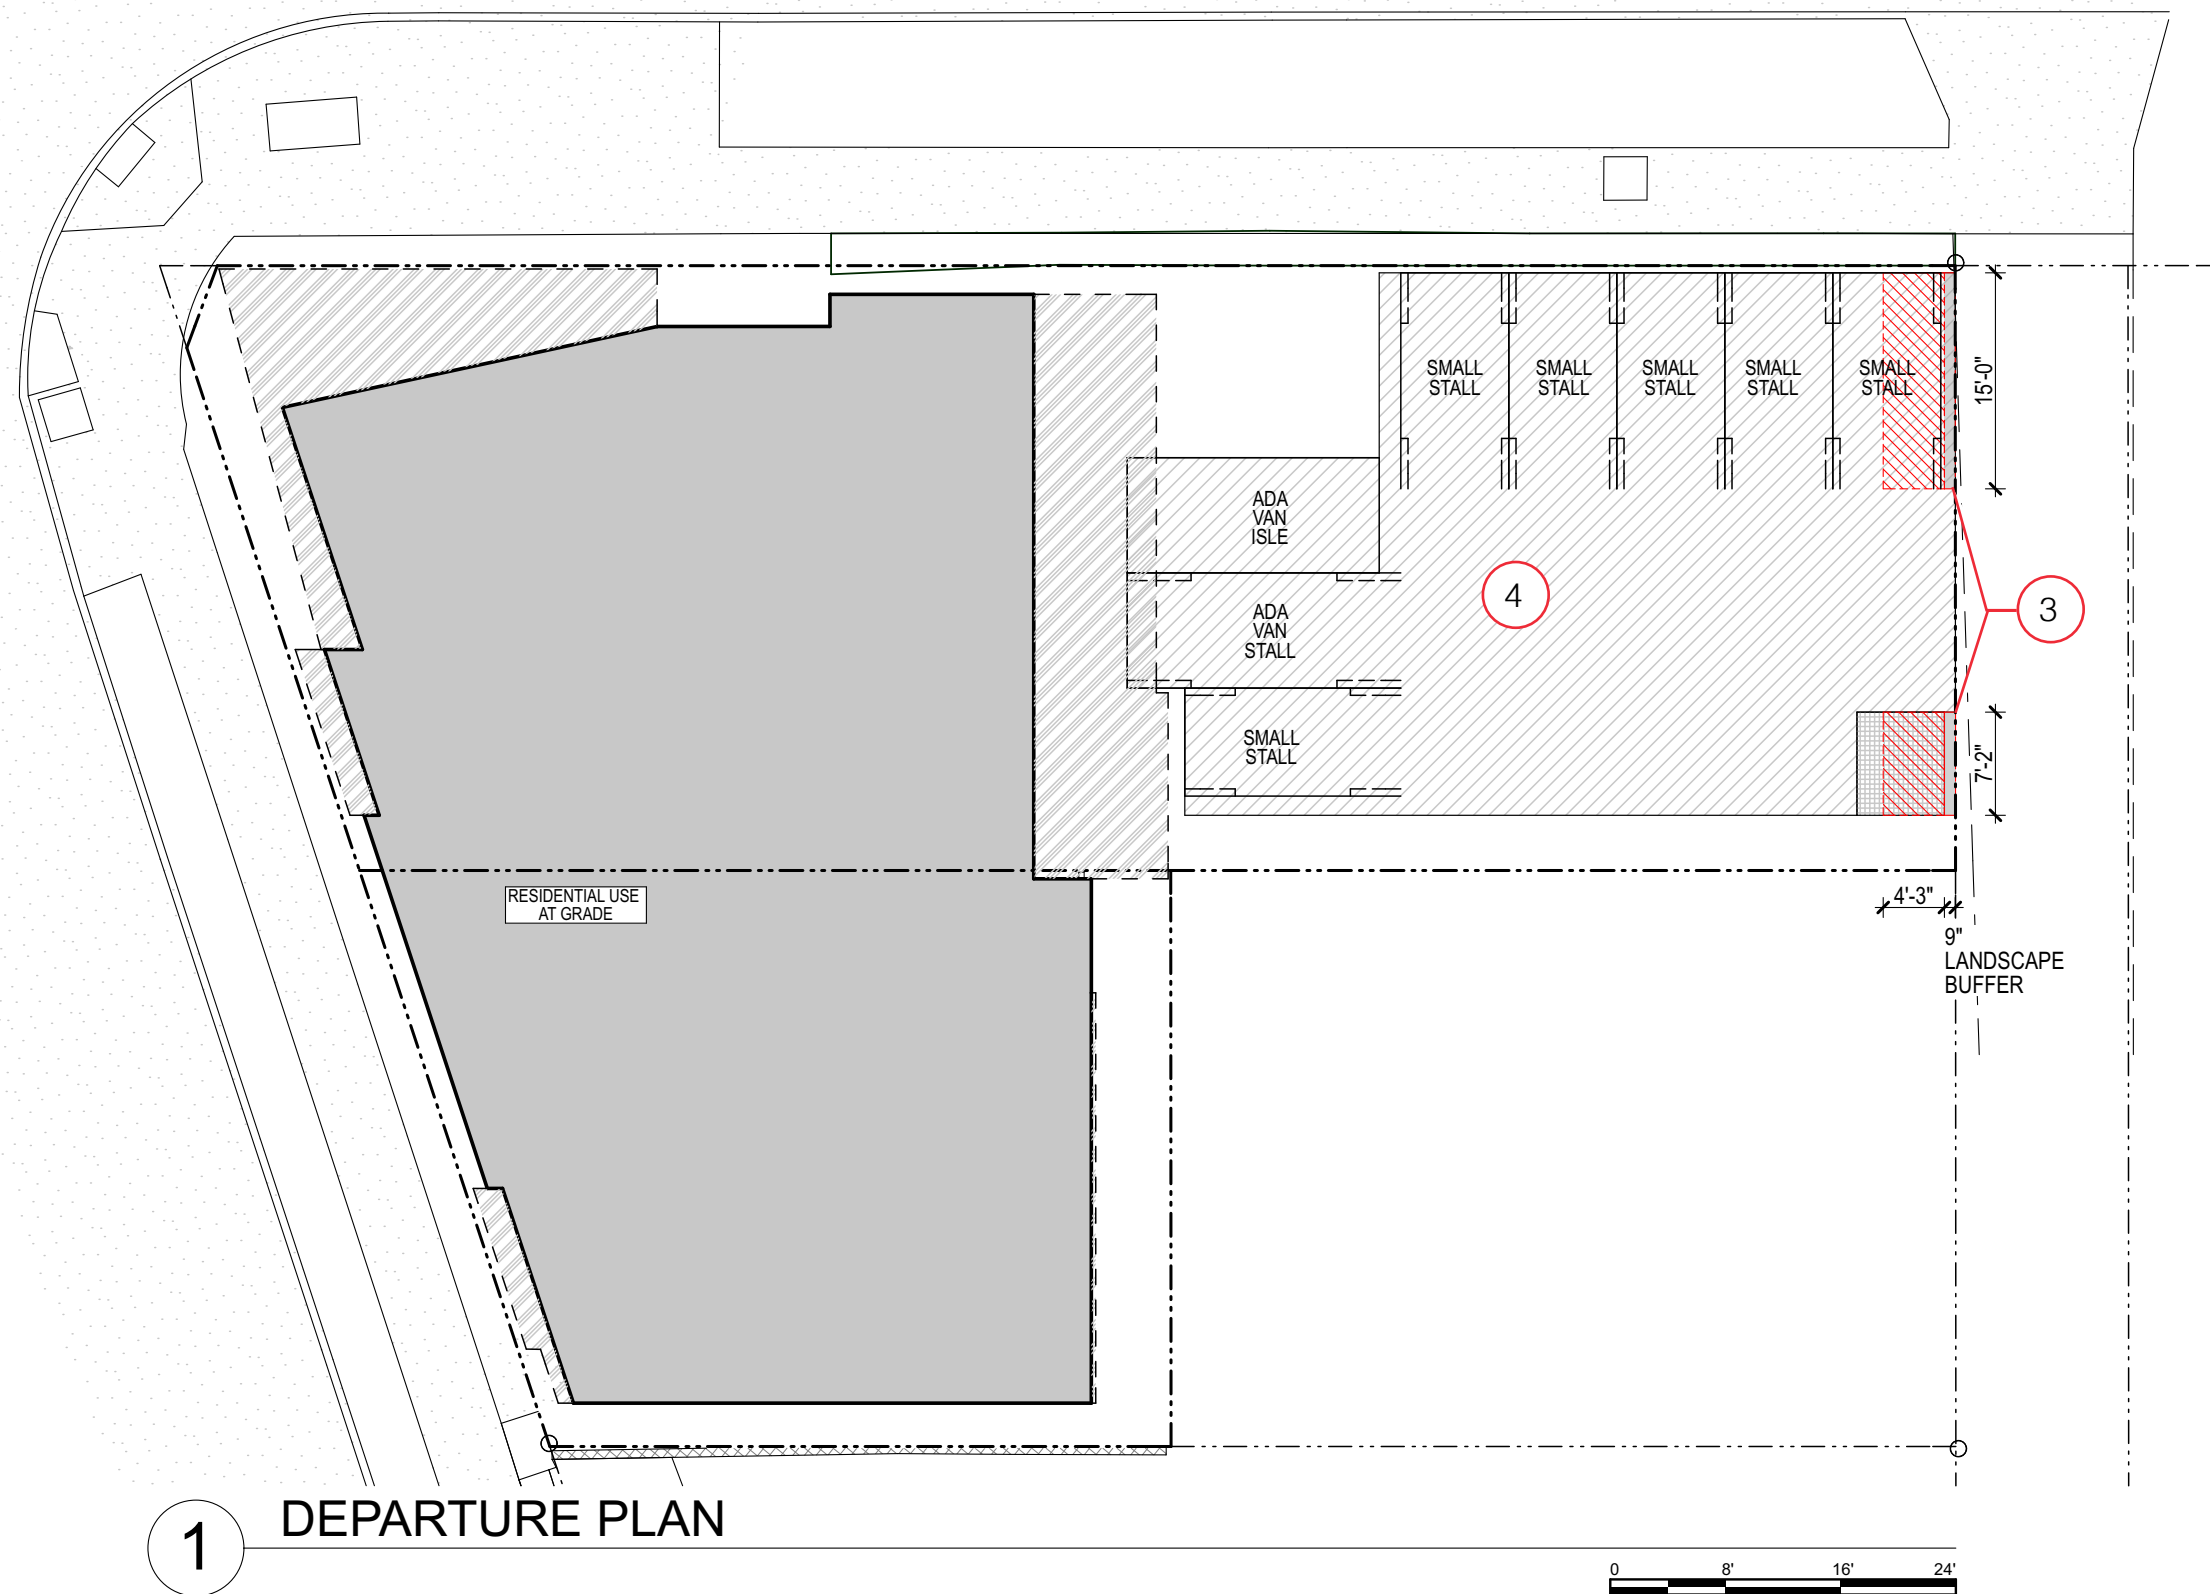 SMALL
STALL
SMALL
STALL
SMALL
STALL
SMALL
STALL
SMALL
STALL
15'-0"
ADA
VAN
ISLE
4
3
ADA
VAN
STALL
SMALL
STALL
7'-2"
RESIDENTIAL USE
AT GRADE
4'-3"
9"
LANDSCAPE
BUFFER
1
DEPARTURE PLAN
0 8' 16' 24'